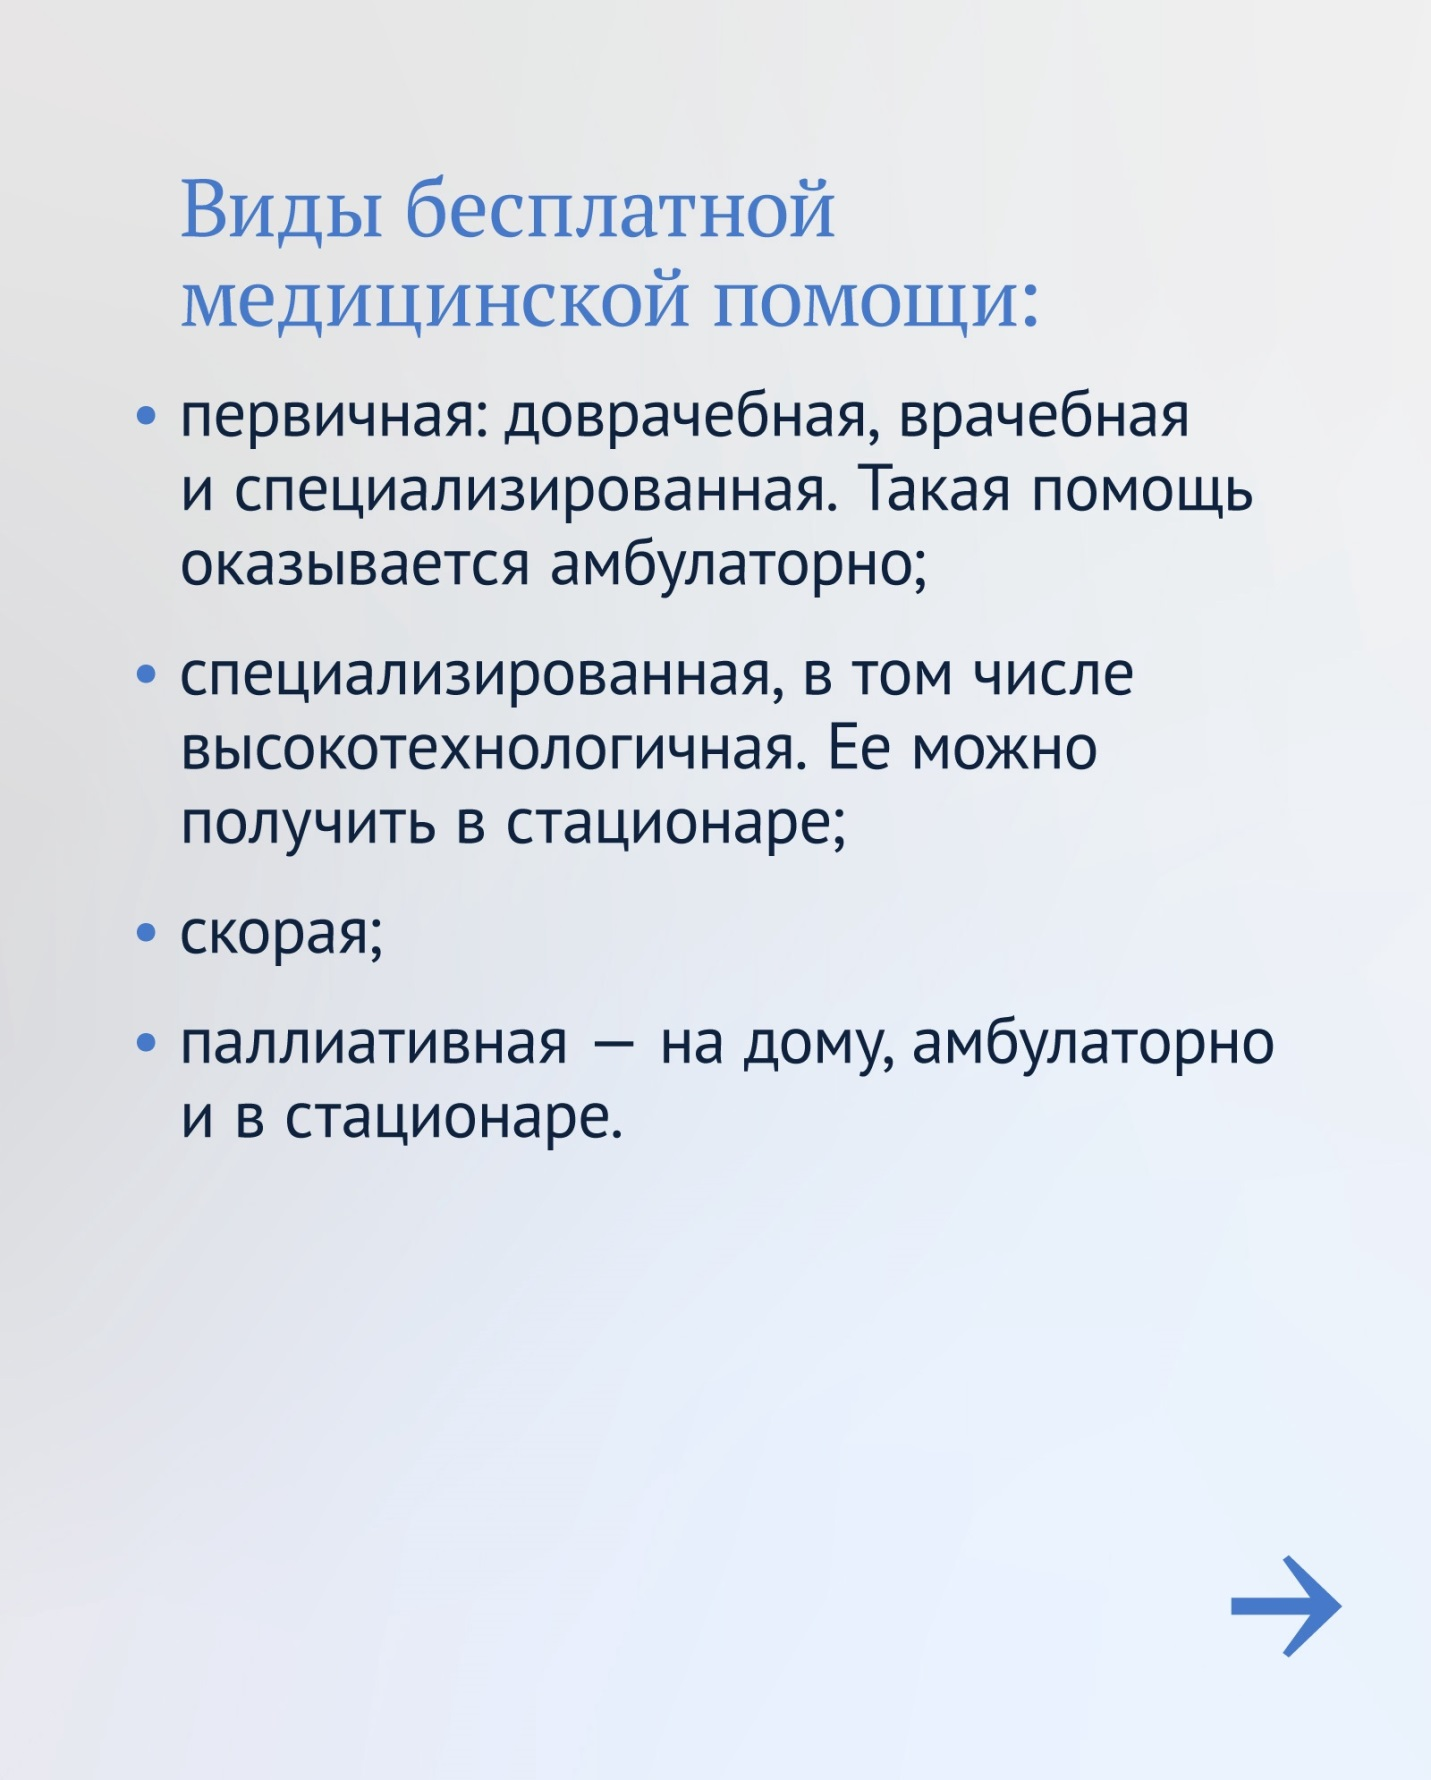 Виды бесплатной
медицинской помощи:
• первичная: доврачебная, врачебная
и специализированная. Такая помощь
оказывается амбулаторно;
• специализированная, в том числе
высокотехнологичная. Ее можно
получить в стационаре;
• скорая;
• паллиативная — на дому, амбулаторно
и в стационаре.